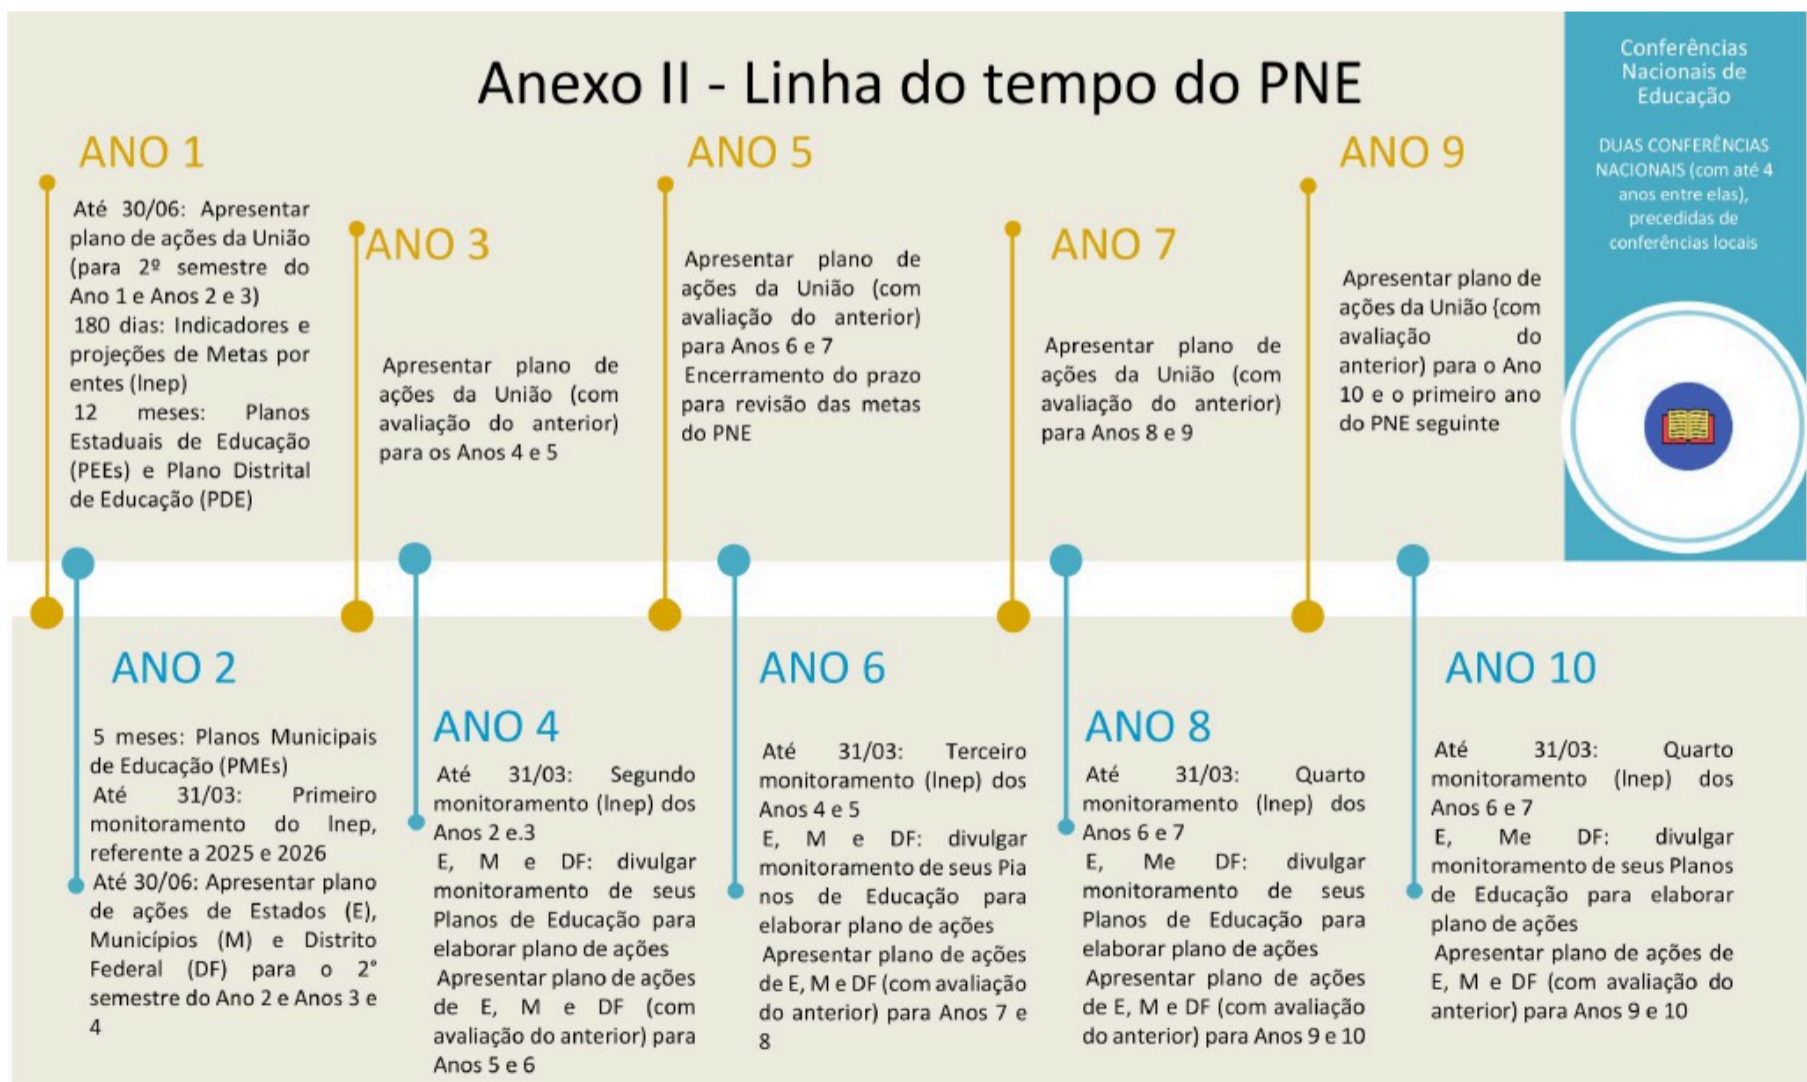 Anexo II - Linha do tempo do PNE
ANO 1
Até 30/06: Apresentar
plano de ações da União
(para 2º semestre do
Ano 1 e Anos 2 e 3)
180 dias: Indicadores e
projeções de Metas por
entes (Inep)
12 meses: Planos
Estaduais de Educação
(PEEs) e Plano Distrital
de Educação (PDE)
ANO 3
Apresentar plano de
ações da União (com
avaliação do anterior)
para os Anos 4 e 5
ANO 5
Apresentar plano de
ações da União (com
avaliação do anterior)
para Anos 6 e 7
Encerramento do prazo
para revisão das metas
do PNE
ANO 7
Apresentar plano de
ações da União (com
avaliação do anterior)
para Anos 8 e 9
ANO 9
Apresentar plano de
ações da União {com
avaliação do
anterior) para o Ano
10 e o primeiro ano
do PNE seguinte
Conferências
Nacionais de
Educação
DUAS CONFERÊNCIAS
NACIONAIS (com até 4
anos entre elas),
precedidas de
conferências locais
ANO 2
5 meses: Planos Municipais
de Educação (PMEs)
Até 31/03: Primeiro
monitoramento do Inep,
referente a 2025 e 2026
Até 30/06: Apresentar plano
de ações de Estados (E),
Municípios (M) e Distrito
Federal (DF) para o 2°
semestre do Ano 2 e Anos 3 e
4
ANO 4
Até 31/03: Segundo
monitoramento (Inep) dos
Anos 2 e.3
E, M e DF: divulgar
monitoramento de seus
Planos de Educação para
elaborar plano de ações
Apresentar plano de ações
de E, M e DF (com
avaliação do anterior) para
Anos 5 e 6
ANO 6
Até 31/03: Terceiro
monitoramento (Inep) dos
Anos 4 e 5
E, M e DF: divulgar
monitoramento de seus Pia
nos de Educação para
elaborar plano de ações
Apresentar plano de ações
de E, M e DF (com avaliação
do anterior) para Anos 7 e
8
ANO 8
Até 31/03: Quarto
monitoramento (Inep) dos
Anos 6 e 7
E, Me DF: divulgar
monitoramento de seus
Planos de Educação para
elaborar plano de ações
Apresentar plano de ações
de E, M e DF (com avaliação
do anterior) para Anos 9 e 10
ANO 10
Até 31/03: Quarto
monitoramento (Inep) dos
Anos 6 e 7
E, Me DF: divulgar
monitoramento de seus Planos
de Educação para elaborar
plano de ações
Apresentar plano de ações de
E, M e DF (com avaliação do
anterior) para Anos 9 e 10